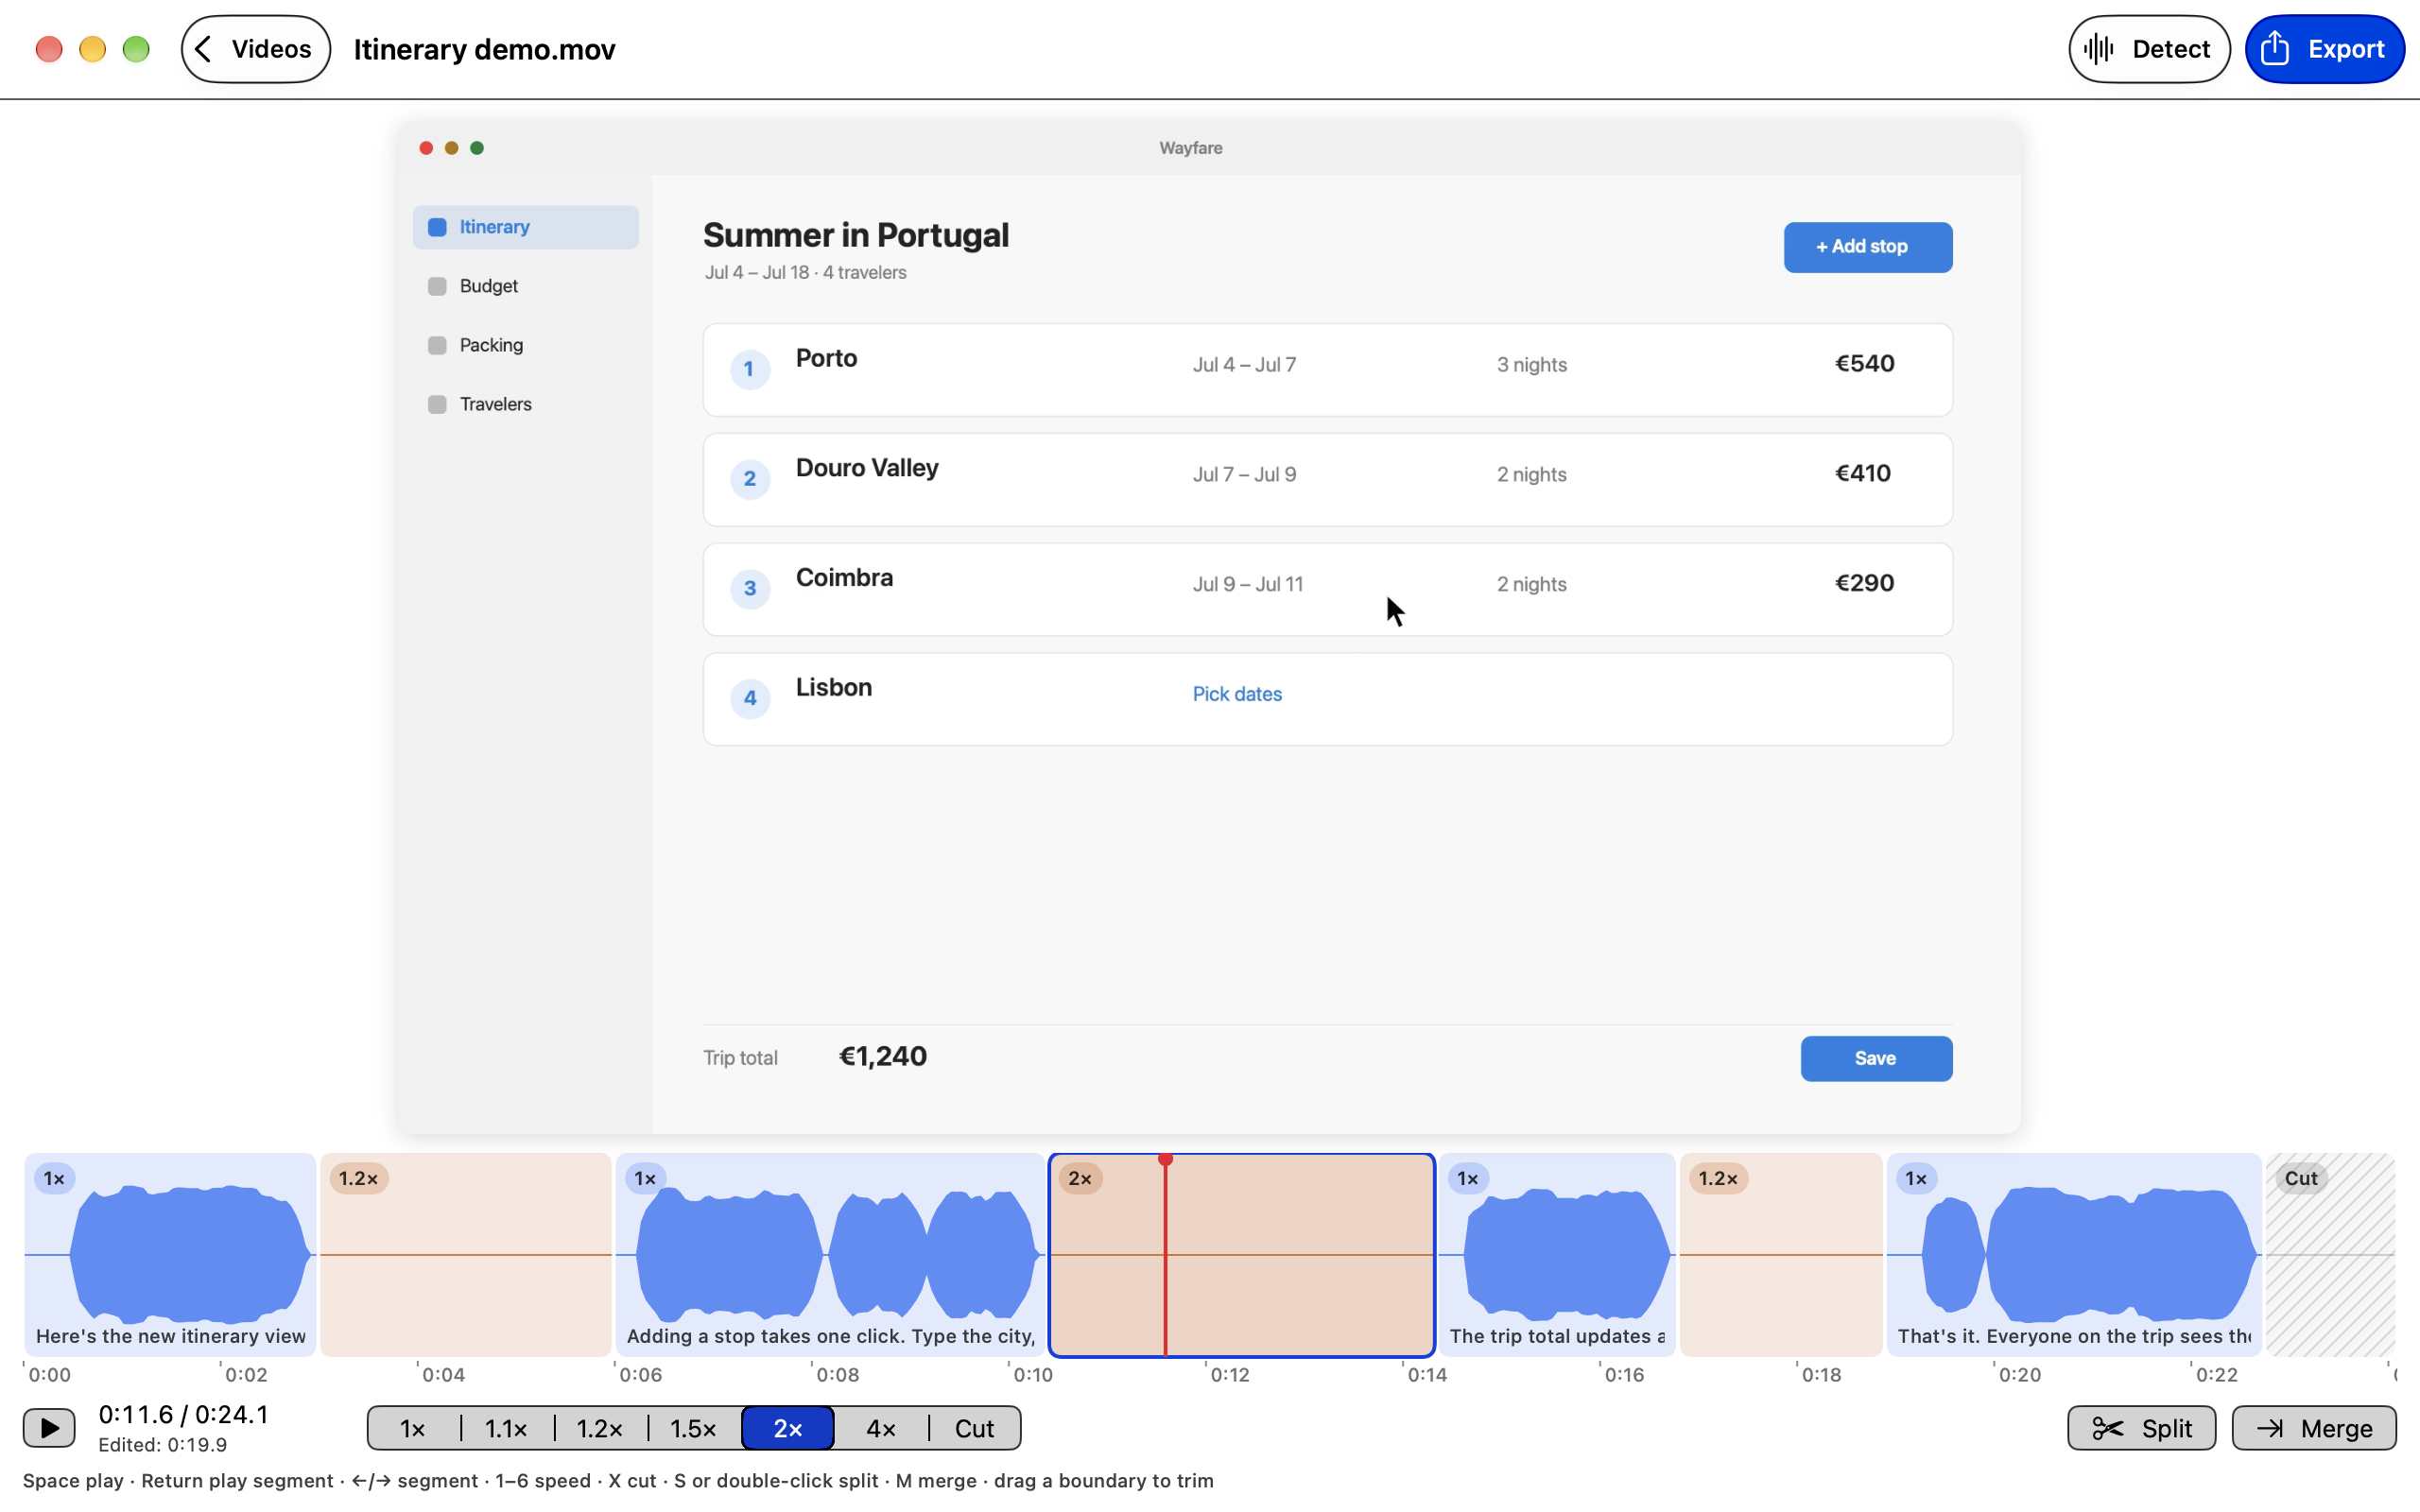 Videos
Itinerary demo.mov
Detect
Export
Wayfare
Itinerary
Budget
Packing
Travelers
Summer in Portugal
Jul 4 – Jul 18 · 4 travelers
+ Add stop
1 Porto Jul 4 – Jul 7 3 nights €540
2 Douro Valley Jul 7 – Jul 9 2 nights €410
3 Coimbra Jul 9 – Jul 11 2 nights €290
4 Lisbon Pick dates
Trip total €1,240
Save
1× 1.2× 1× 2× 1× 1.2× 1× Cut
Here's the new itinerary view
Adding a stop takes one click. Type the city,
The trip total updates a
That's it. Everyone on the trip sees the
0:00 0:02 0:04 0:06 0:08 0:10 0:12 0:14 0:16 0:18 0:20 0:22
0:11.6 / 0:24.1
Edited: 0:19.9
1× 1.1× 1.2× 1.5× 2× 4× Cut
Split
Merge
Space play · Return play segment · ←/→ segment · 1–6 speed · X cut · S or double-click split · M merge · drag a boundary to trim